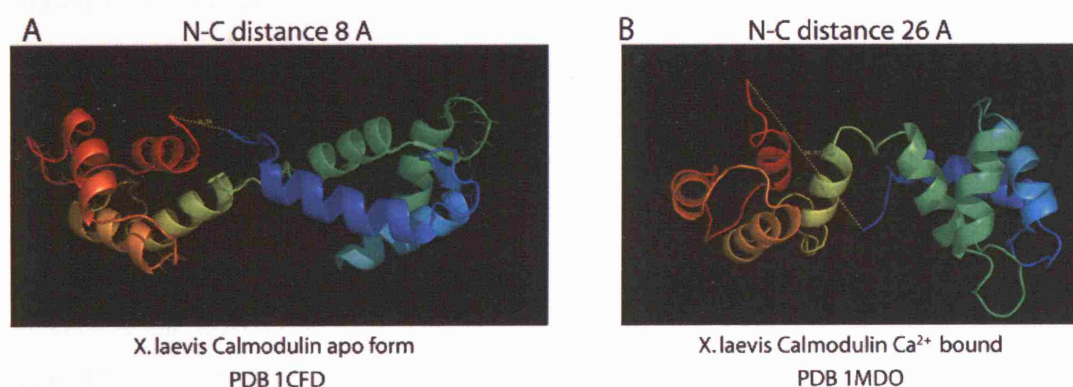 A
N-C distance 8 A
B
N-C distance 26 A
X. laevis Calmodulin apo form
PDB 1CFD
X. laevis Calmodulin Ca²⁺ bound
PDB 1MDO